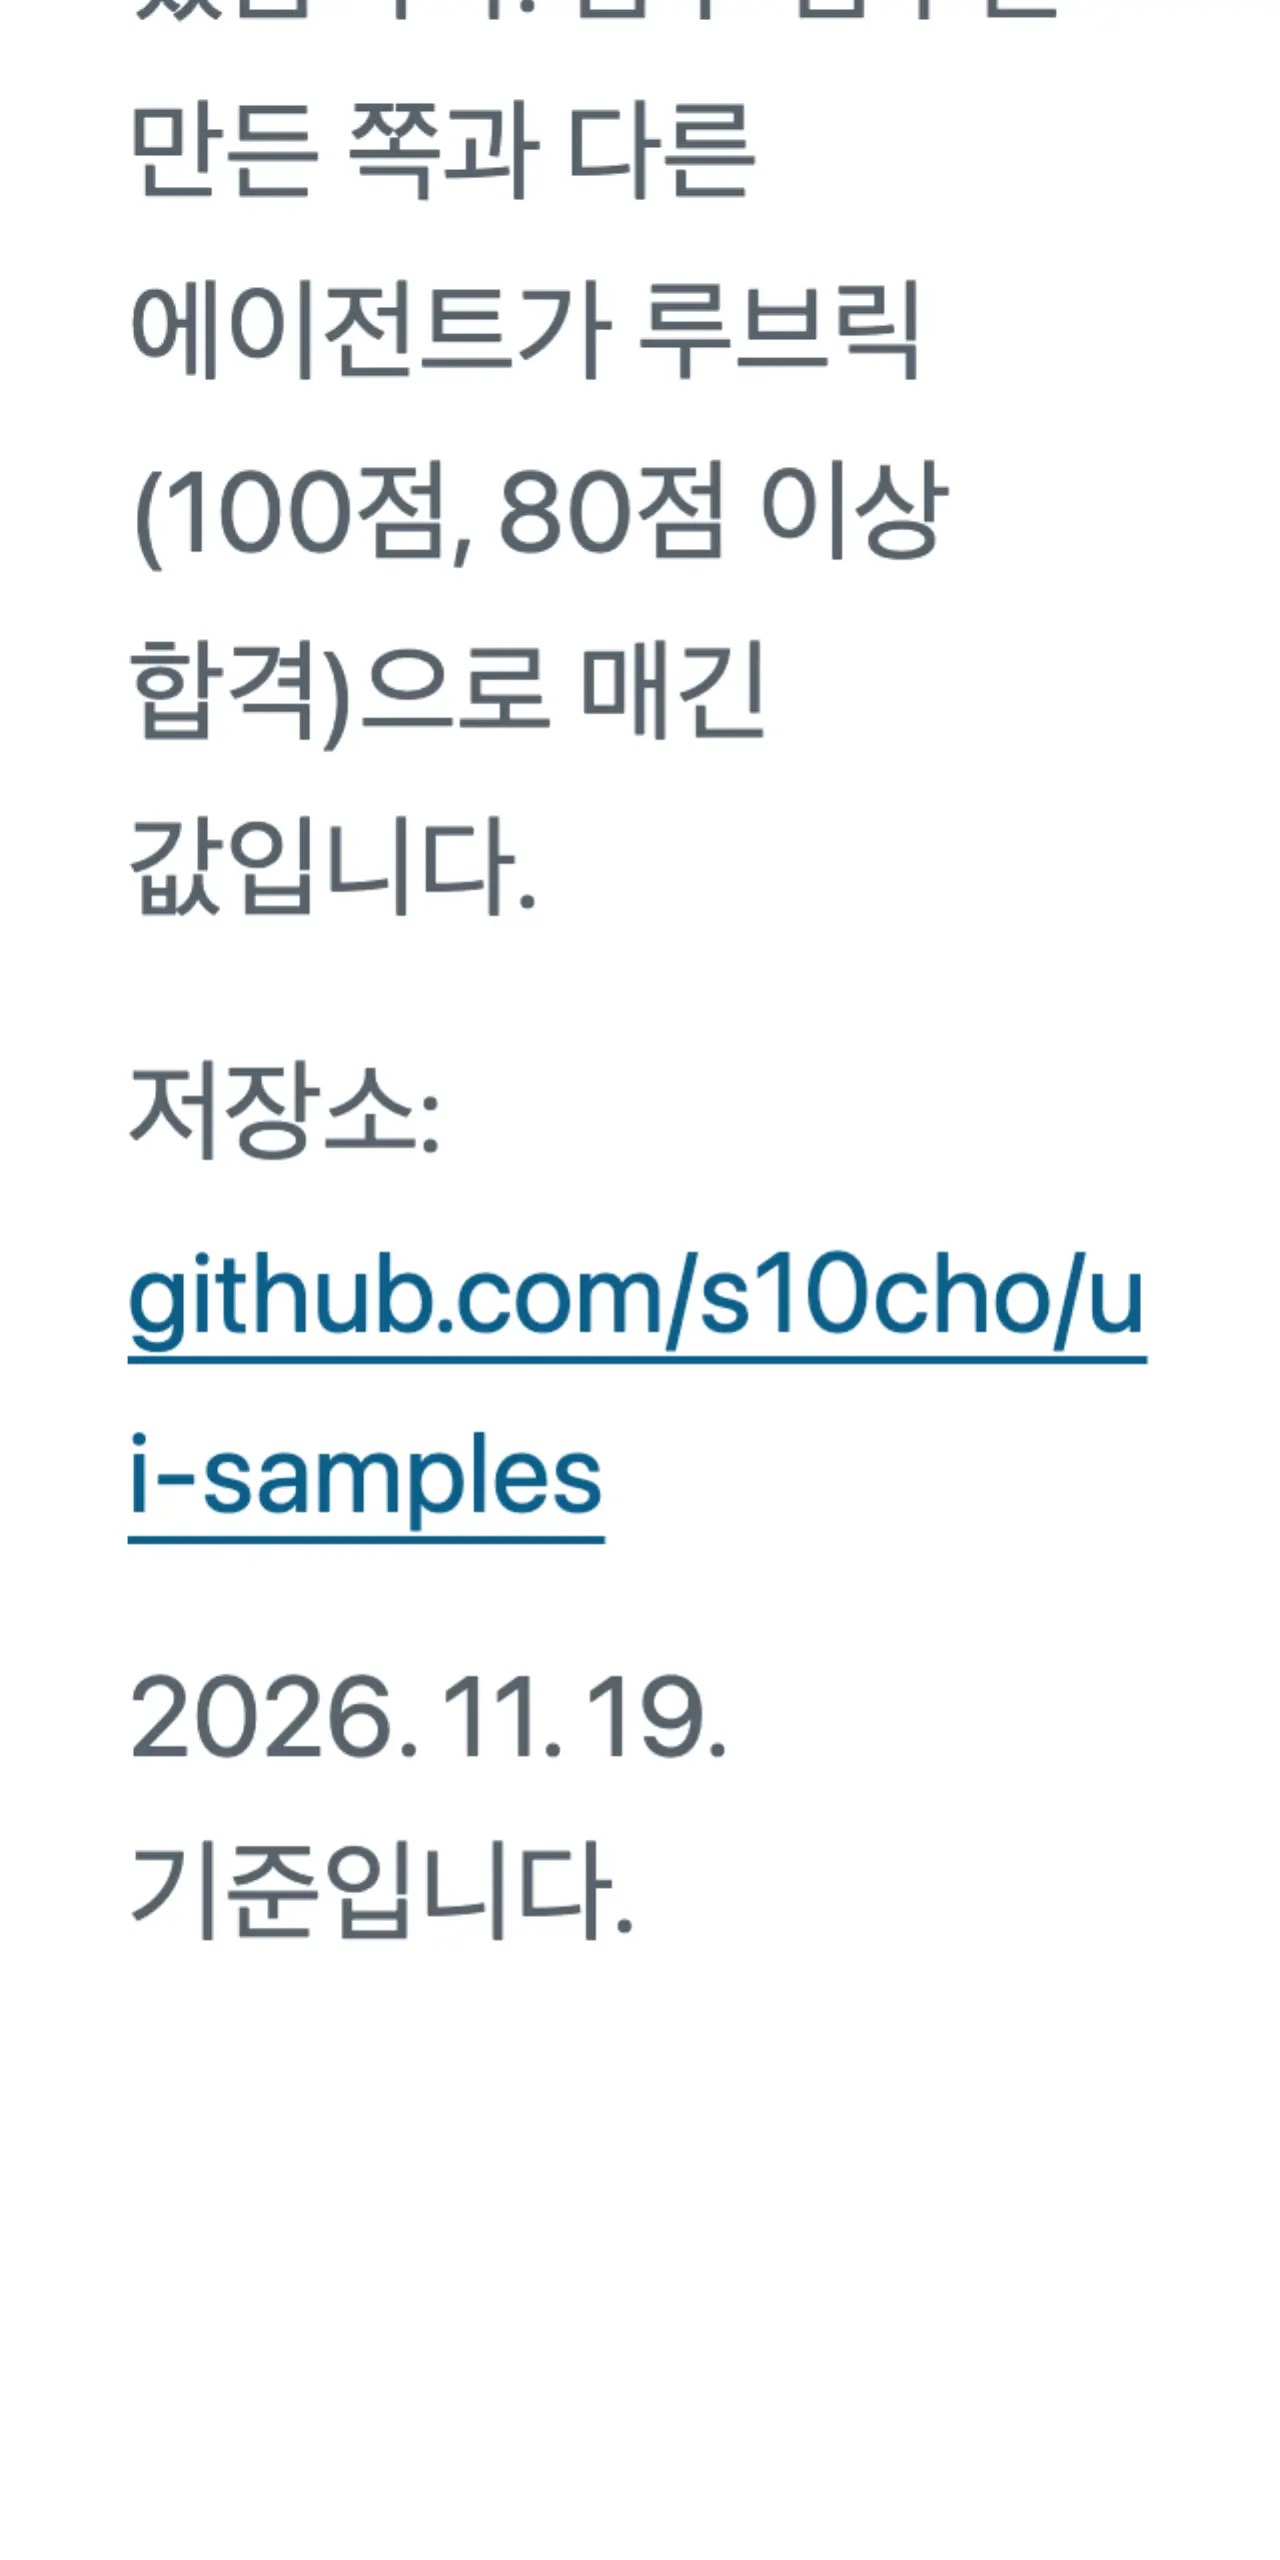 만든 쪽과 다른
에이전트가 루브릭
(100점, 80점 이상
합격)으로 매긴
값입니다.
저장소:
github.com/s10cho/u
i-samples
2026. 11. 19.
기준입니다.